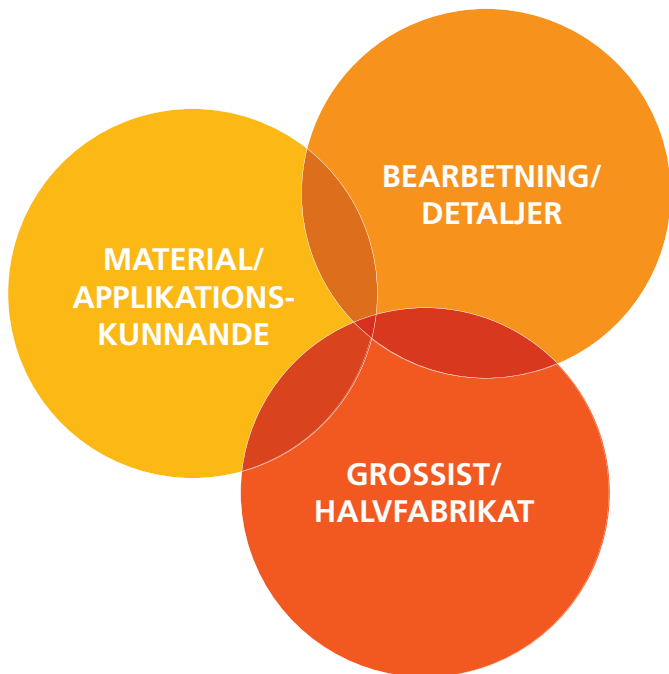 BEARBETNING/
DETALJER
MATERIAL/
APPLIKATIONS-
KUNNANDE
GROSSIST/
HALVFABRIKAT